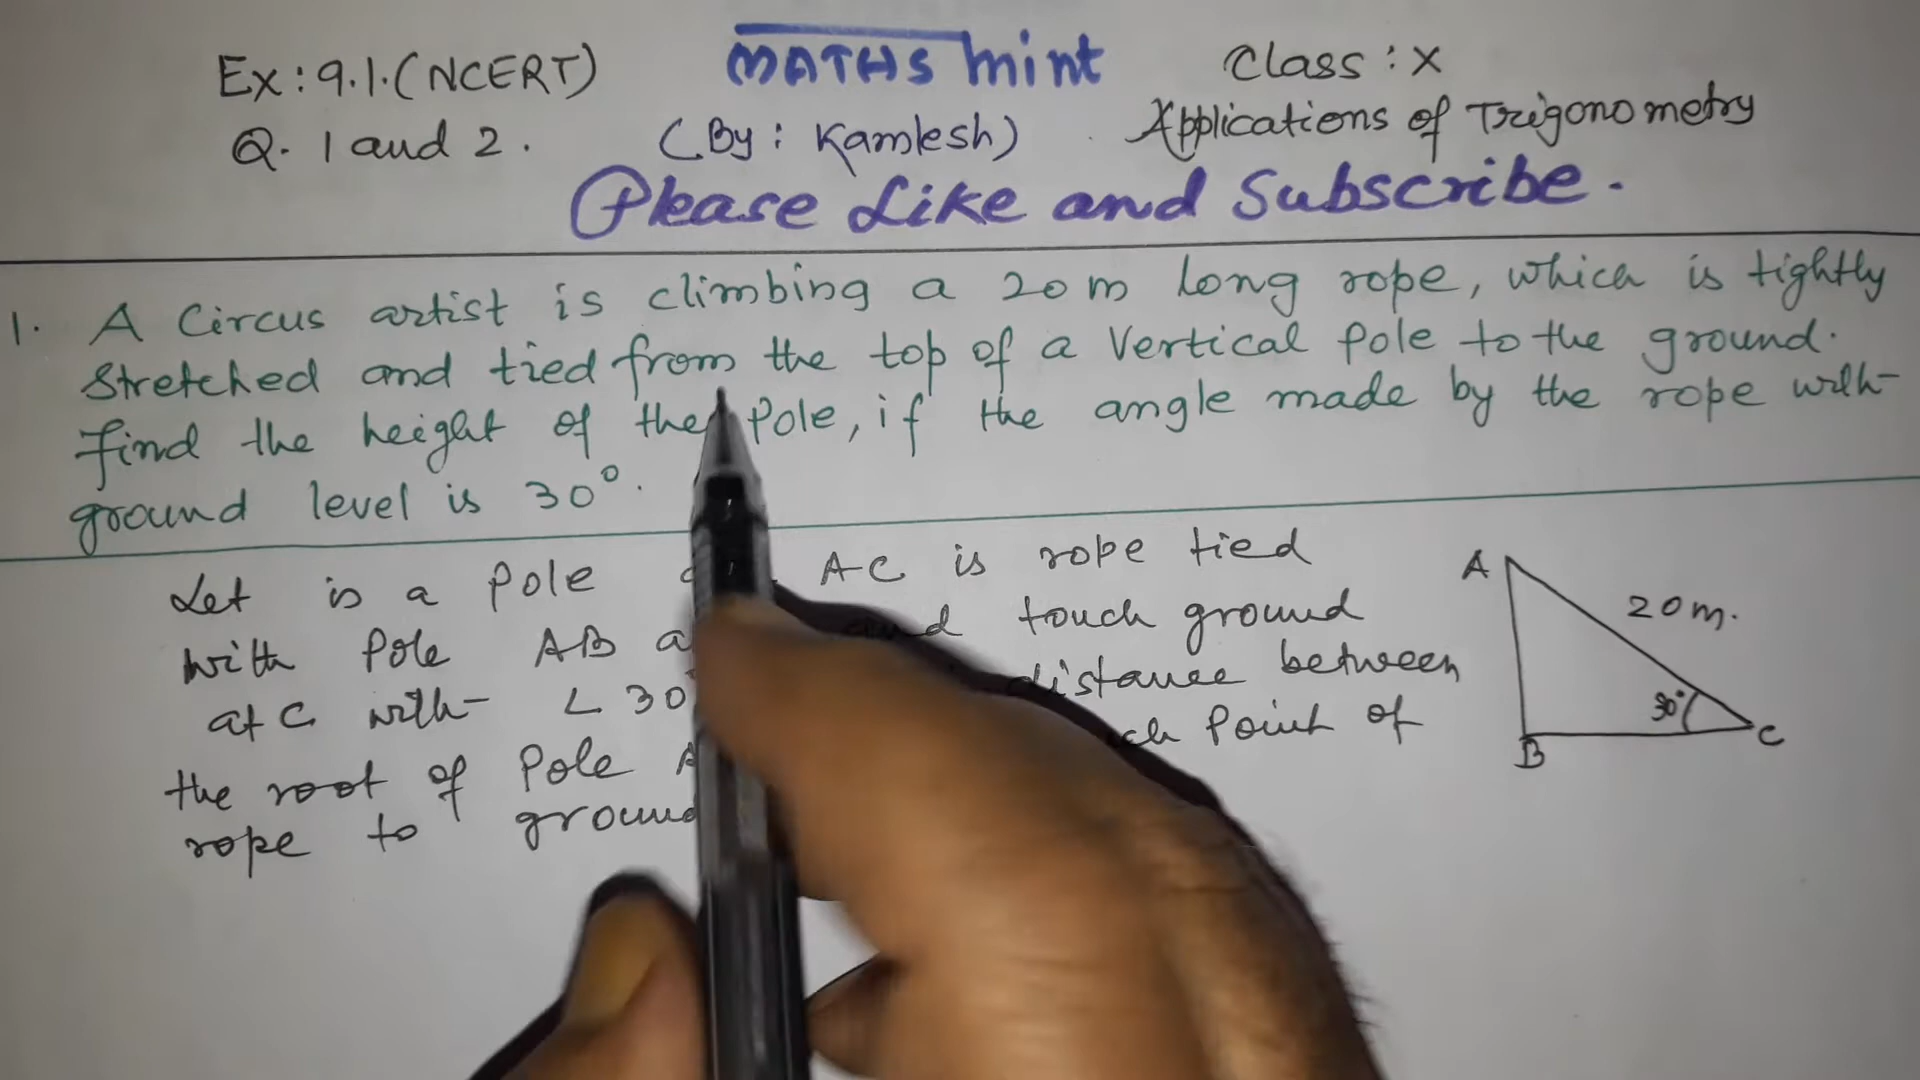 Ex: 9.1. (NCERT) MATHS mint Class : X
Q. 1 and 2. (By : Kamlesh) Applications of Trigonometry
Please Like and Subscribe.
1. A Circus artist is climbing a 20m long rope, which is tightly
Stretched and tied from the top of a Vertical Pole to the ground.
find the height of the Pole, if the angle made by the rope with
ground level is 30°.
Let is a Pole AC is rope tied
with Pole AB and touch ground
at C with ∠ 30 distance between
the root of Pole Point of
rope to ground
A
20m.
30°
B
C